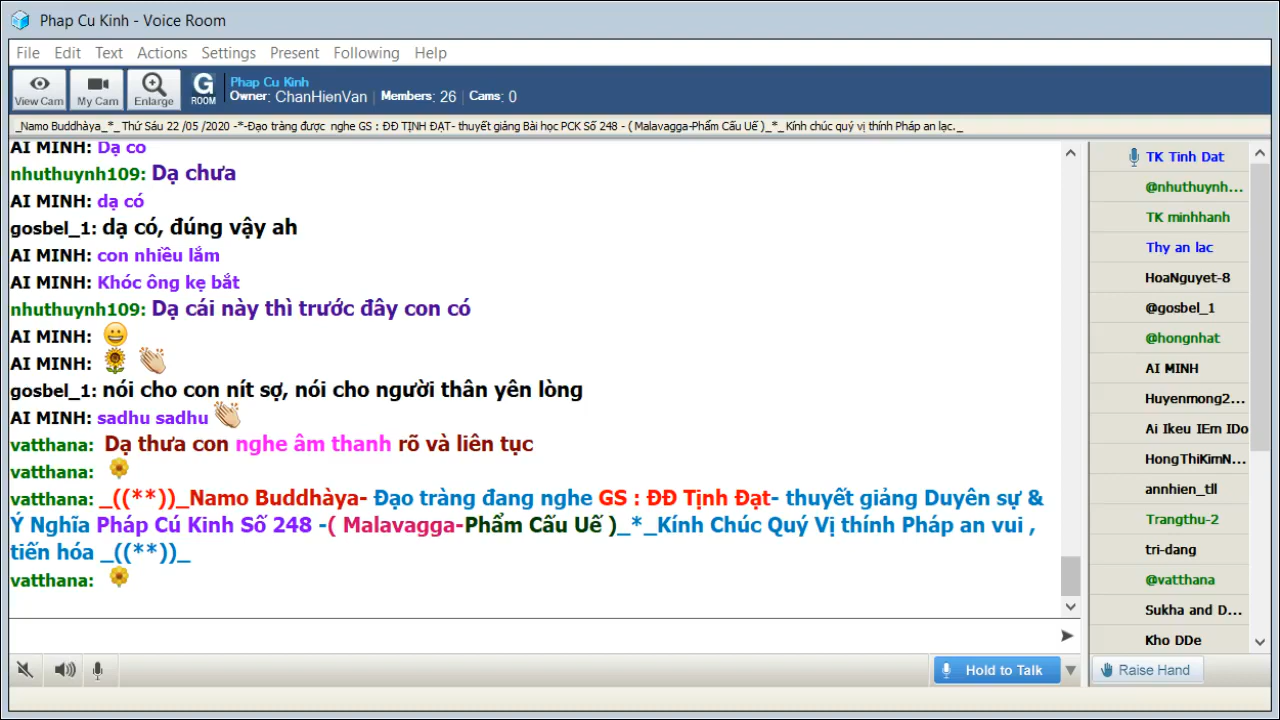 Phap Cu Kinh - Voice Room
File Edit Text Actions Settings Present Following Help
View Cam My Cam Enlarge G ROOM
Phap Cu Kinh
Owner: ChanHienVan | Members: 26 | Cams: 0
_Namo Buddhàya_*_ Thứ Sáu 22 /05 /2020 -*-Đạo tràng được nghe GS : ĐĐ TỊNH ĐẠT- thuyết giảng Bài học PCK Số 248 - ( Malavagga-Phẩm Cấu Uế )_*_ Kính chúc quý vị thính Pháp an lạc._
AI MINH: Dạ co
nhuthuynh109: Dạ chưa
AI MINH: dạ có
gosbel_1: dạ có, đúng vậy ah
AI MINH: con nhiều lắm
AI MINH: Khóc ông kẹ bắt
nhuthuynh109: Dạ cái này thì trước đây con có
AI MINH:
AI MINH:
gosbel_1: nói cho con nít sợ, nói cho người thân yên lòng
AI MINH: sadhu sadhu
vatthana: Dạ thưa con nghe âm thanh rõ và liên tục
vatthana:
vatthana: _((**))_Namo Buddhàya- Đạo tràng đang nghe GS : ĐĐ Tịnh Đạt- thuyết giảng Duyên sự &
Ý Nghĩa Pháp Cú Kinh Số 248 -( Malavagga-Phẩm Cấu Uế )_*_Kính Chúc Quý Vị thính Pháp an vui ,
tiến hóa _((**))_
vatthana:
TK Tinh Dat
@nhuthuynh...
TK minhhanh
Thy an lac
HoaNguyet-8
@gosbel_1
@hongnhat
AI MINH
Huyenmong2...
Ai Ikeu IEm IDo
HongThiKimN...
annhien_tll
Trangthu-2
tri-dang
@vatthana
Sukha and D...
Kho DDe
Hold to Talk
Raise Hand